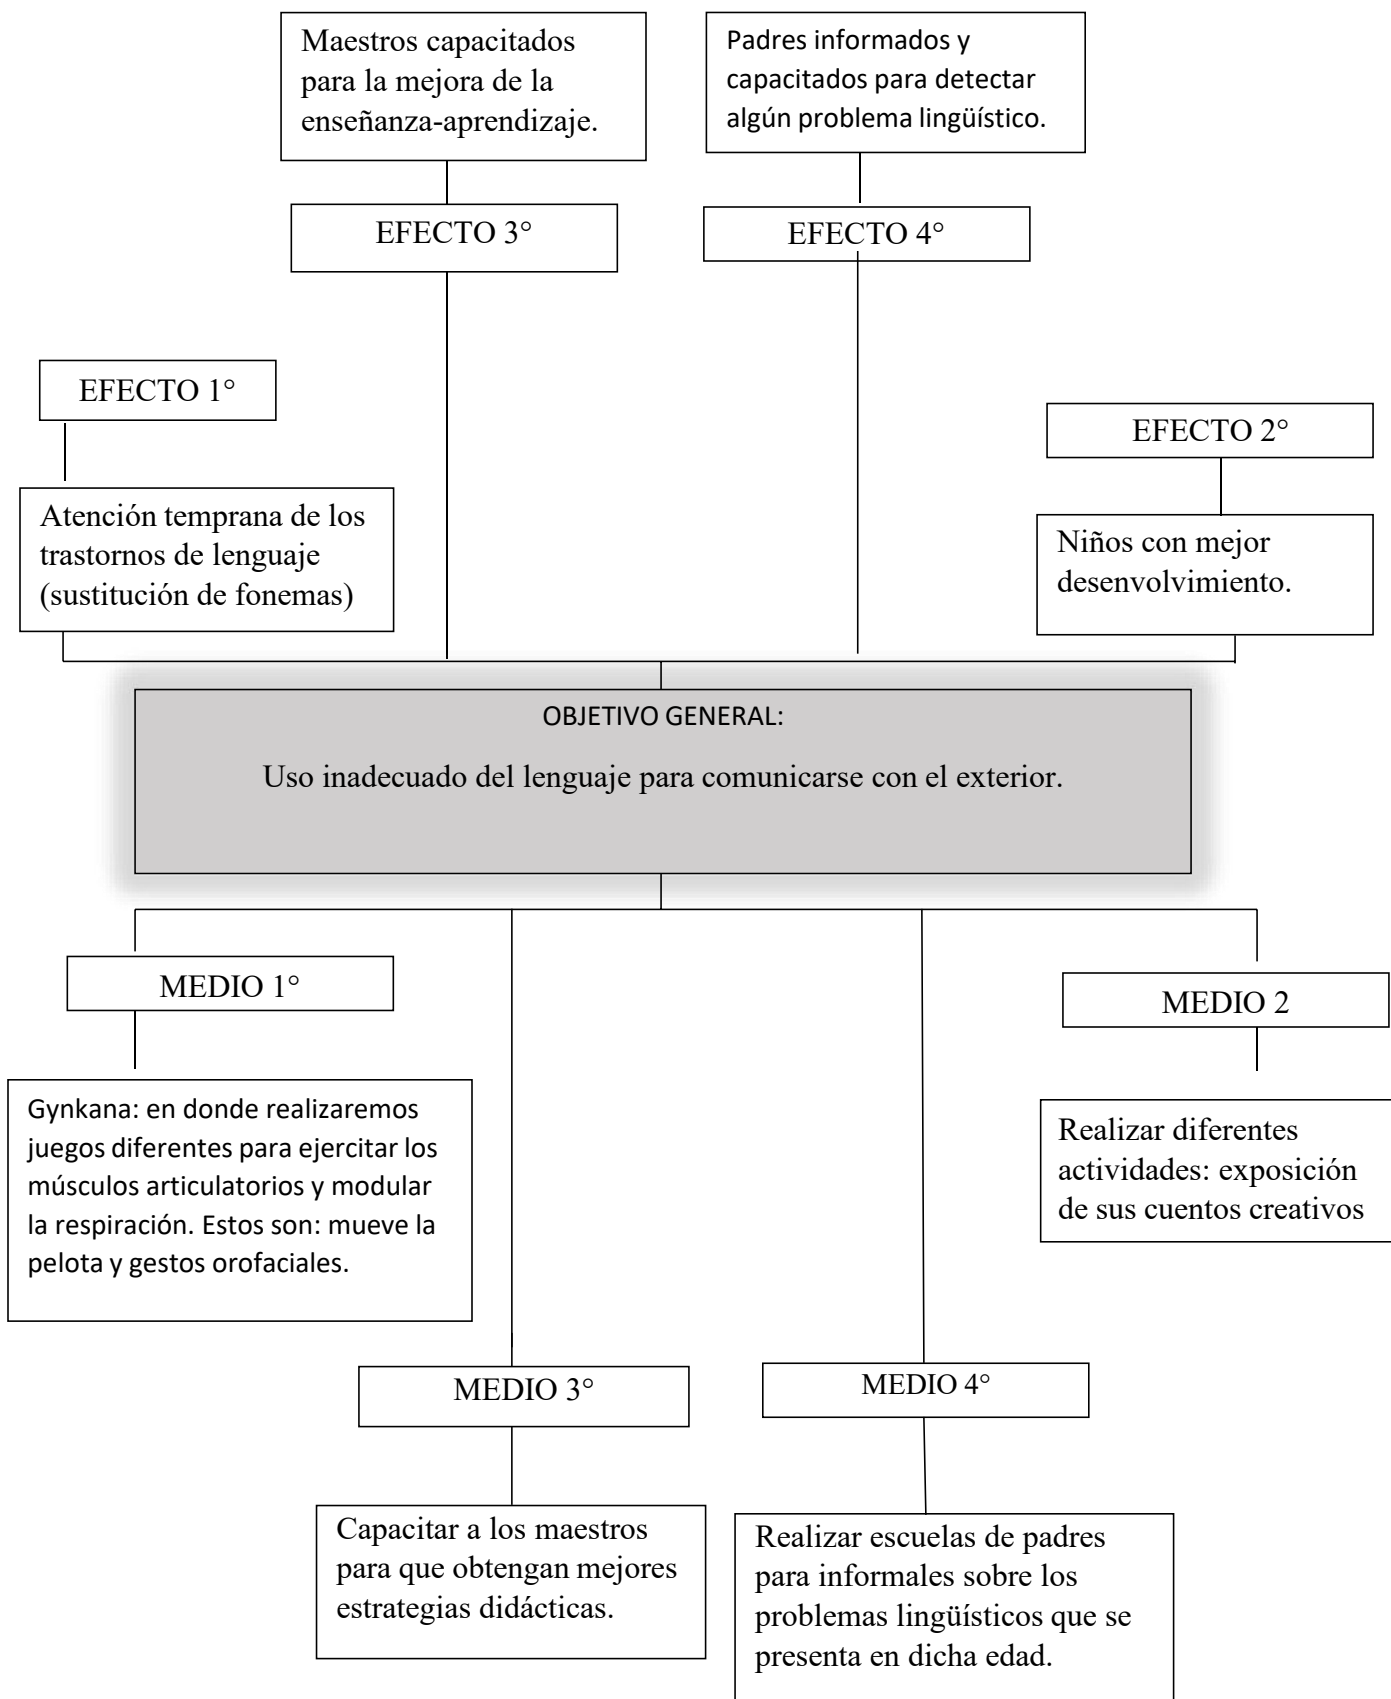 Maestros capacitados
para la mejora de la
enseñanza-aprendizaje.
Padres informados y
capacitados para detectar
algún problema lingüístico.
EFECTO 3°
EFECTO 4°
EFECTO 1°
EFECTO 2°
Atención temprana de los
trastornos de lenguaje
(sustitución de fonemas)
Niños con mejor
desenvolvimiento.
OBJETIVO GENERAL:
Uso inadecuado del lenguaje para comunicarse con el exterior.
MEDIO 1°
MEDIO 2
Gynkana: en donde realizaremos
juegos diferentes para ejercitar los
músculos articulatorios y modular
la respiración. Estos son: mueve la
pelota y gestos orofaciales.
Realizar diferentes
actividades: exposición
de sus cuentos creativos
MEDIO 3°
MEDIO 4°
Capacitar a los maestros
para que obtengan mejores
estrategias didácticas.
Realizar escuelas de padres
para informales sobre los
problemas lingüísticos que se
presenta en dicha edad.